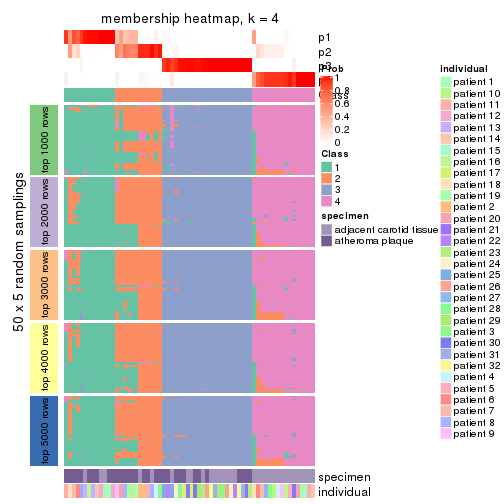 membership heatmap, k = 4
p1
p2
p3
Prob
1
0.8
0.6
0.4
0.2
0
Class
1
2
3
4
specimen
adjacent carotid tissue
atheroma plaque
50 x 5 random samplings
top 1000 rows
top 2000 rows
top 3000 rows
top 4000 rows
top 5000 rows
specimen
individual
individual
patient 1
patient 10
patient 11
patient 12
patient 13
patient 14
patient 15
patient 16
patient 17
patient 18
patient 19
patient 2
patient 20
patient 21
patient 22
patient 23
patient 24
patient 25
patient 26
patient 27
patient 28
patient 29
patient 3
patient 30
patient 31
patient 32
patient 4
patient 5
patient 6
patient 7
patient 8
patient 9